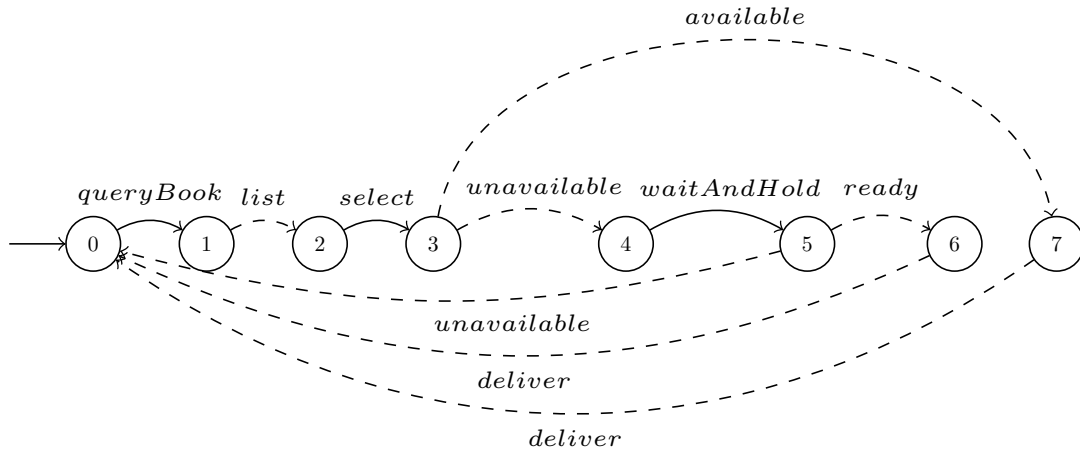 available
queryBook list select unavailable waitAndHold ready
0 1 2 3 4 5 6 7
unavailable
deliver
deliver